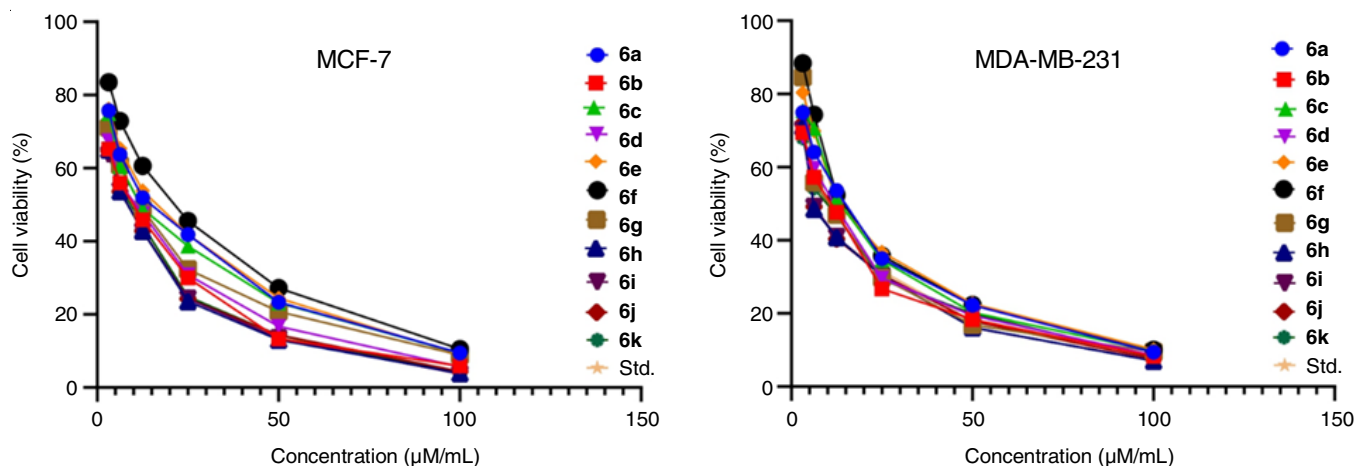 MCF-7
Cell viability (%)
100
80
60
40
20
0
0 50 100 150
Concentration (µM/mL)
6a
6b
6c
6d
6e
6f
6g
6h
6i
6j
6k
Std.
MDA-MB-231
Cell viability (%)
100
80
60
40
20
0
0 50 100 150
Concentration (µM/mL)
6a
6b
6c
6d
6e
6f
6g
6h
6i
6j
6k
Std.